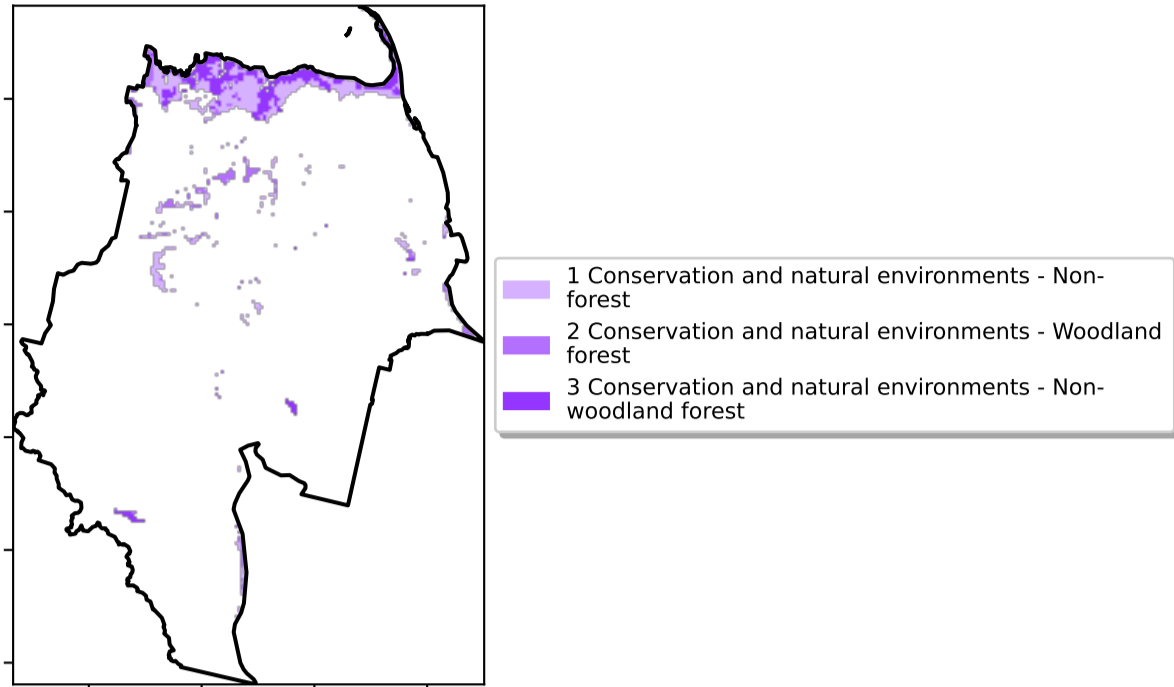 1 Conservation and natural environments - Non-
forest
2 Conservation and natural environments - Woodland
forest
3 Conservation and natural environments - Non-
woodland forest